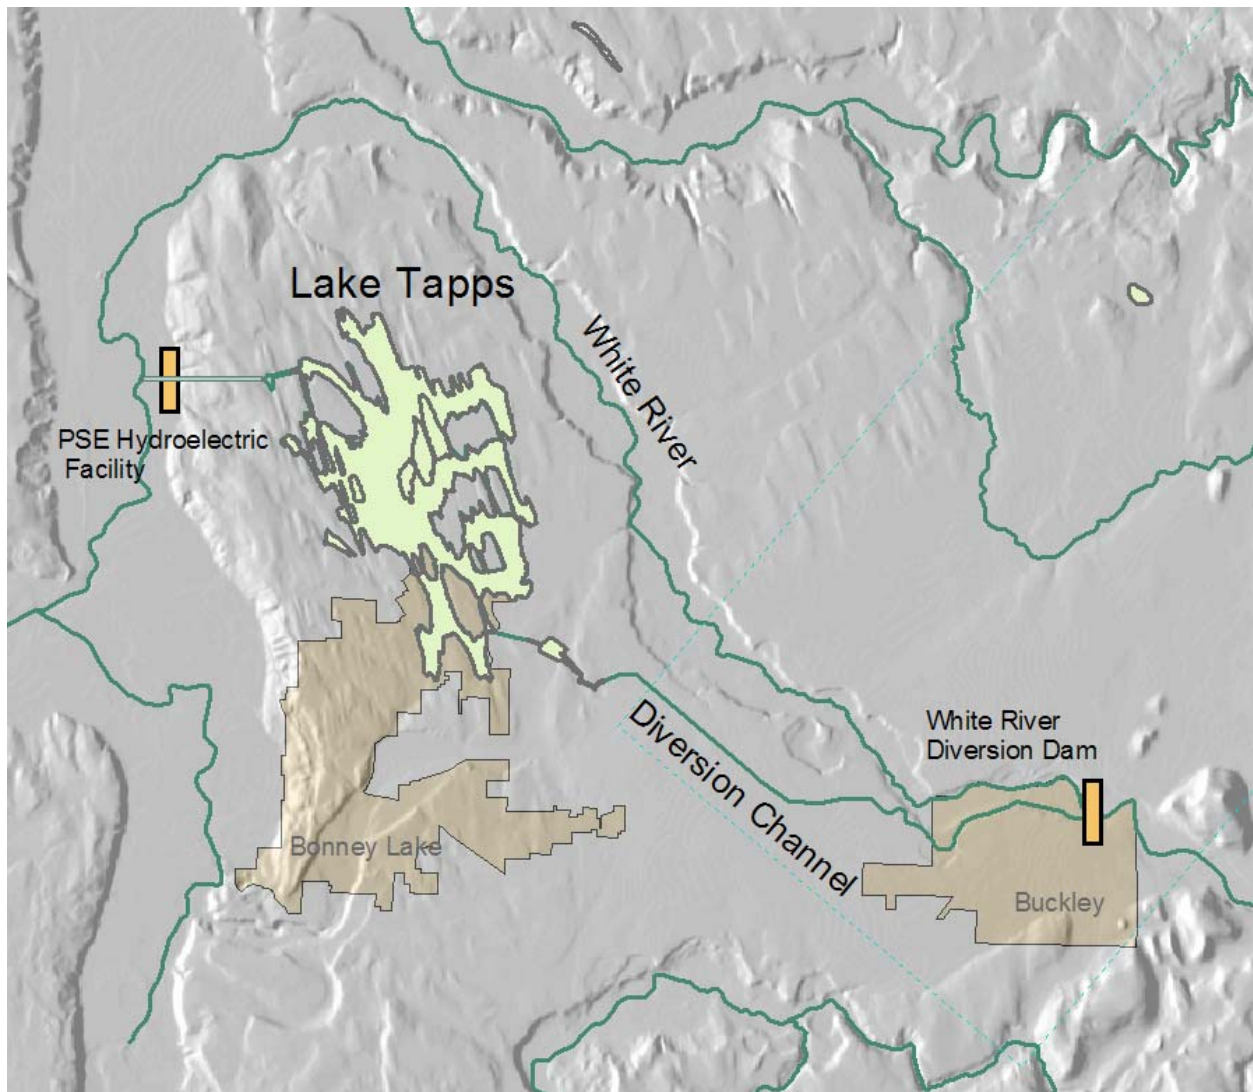 Lake Tapps
White River
PSE Hydroelectric
Facility
White River
Diversion Dam
Diversion Channel
Bonney Lake
Buckley